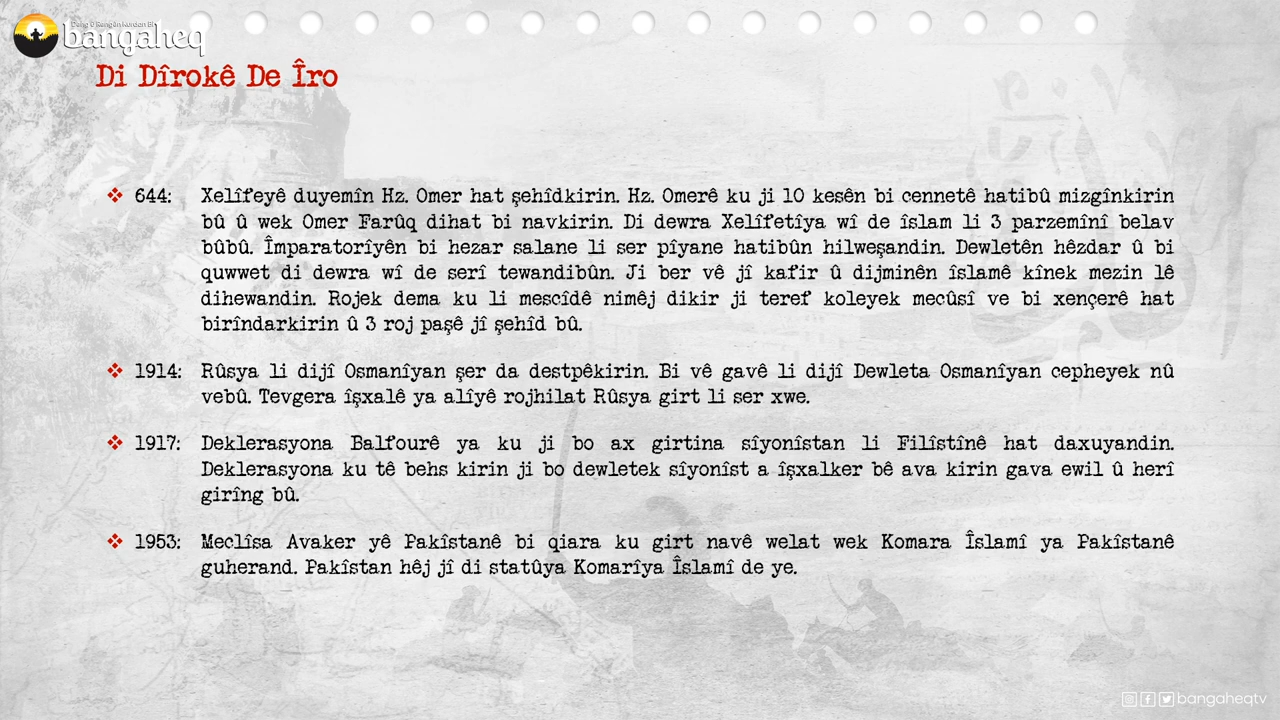 Deng û Rengên Kurdan Bi
bangaheq
Di Dîrokê De Îro
❖ 644: Xelîfeyê duyemîn Hz. Omer hat şehîdkirin. Hz. Omerê ku ji 10 kesên bi cennetê hatibû mizgînkirin
bû û wek Omer Farûq dihat bi navkirin. Di dewra Xelîfetîya wî de îslam li 3 parzemînî belav
bûbû. Împaratorîyên bi hezar salane li ser pîyane hatibûn hilweşandin. Dewletên hêzdar û bi
quwwet di dewra wî de serî tewandibûn. Ji ber vê jî kafir û dijminên îslamê kînek mezin lê
dihewandin. Rojek dema ku li mescîdê nimêj dikir ji teref koleyek mecûsî ve bi xençerê hat
birîndarkirin û 3 roj paşê jî şehîd bû.
❖ 1914: Rûsya li dijî Osmanîyan şer da destpêkirin. Bi vê gavê li dijî Dewleta Osmanîyan cepheyek nû
vebû. Tevgera îşxalê ya alîyê rojhilat Rûsya girt li ser xwe.
❖ 1917: Deklerasyona Balfourê ya ku ji bo ax girtina sîyonîstan li Filîstînê hat daxuyandin.
Deklerasyona ku tê behs kirin ji bo dewletek sîyonîst a îşxalker bê ava kirin gava ewil û herî
girîng bû.
❖ 1953: Meclîsa Avaker yê Pakîstanê bi qiara ku girt navê welat wek Komara Îslamî ya Pakîstanê
guherand. Pakîstan hêj jî di statûya Komarîya Îslamî de ye.
bangaheqtv